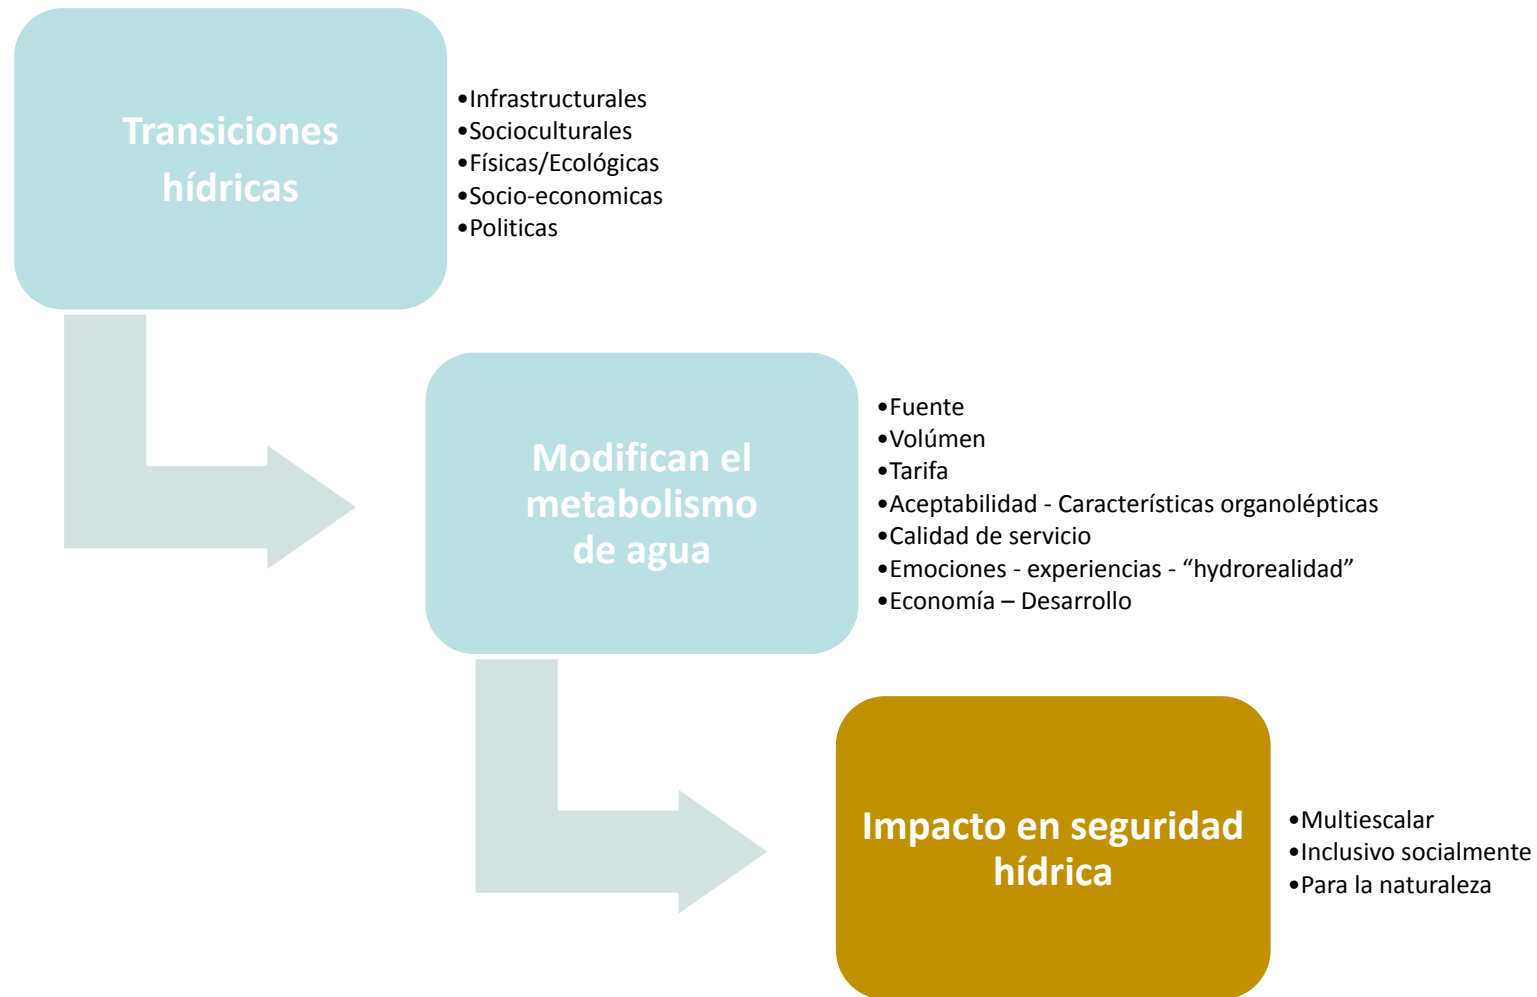 Transiciones
hídricas
•Infrastructurales
•Socioculturales
•Físicas/Ecológicas
•Socio-economicas
•Politicas
Modifican el
metabolismo
de agua
•Fuente
•Volúmen
•Tarifa
•Aceptabilidad - Características organolépticas
•Calidad de servicio
•Emociones - experiencias - “hydrorealidad”
•Economía – Desarrollo
Impacto en seguridad
hídrica
•Multiescalar
•Inclusivo socialmente
•Para la naturaleza